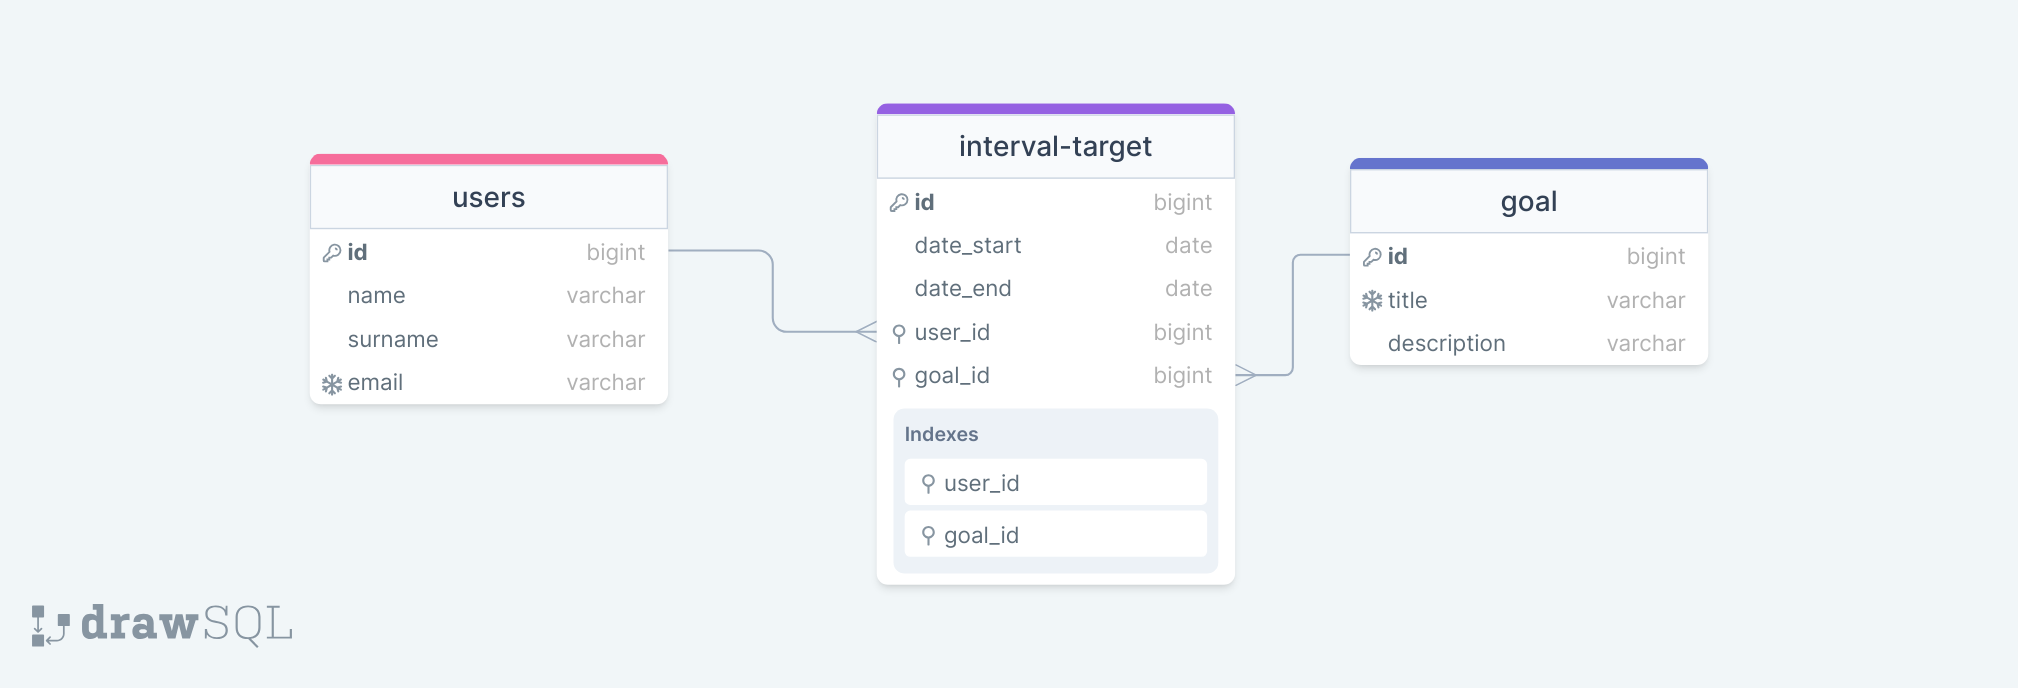 users
id bigint
name varchar
surname varchar
email varchar
interval-target
id bigint
date_start date
date_end date
user_id bigint
goal_id bigint
Indexes
user_id
goal_id
goal
id bigint
title varchar
description varchar
drawSQL